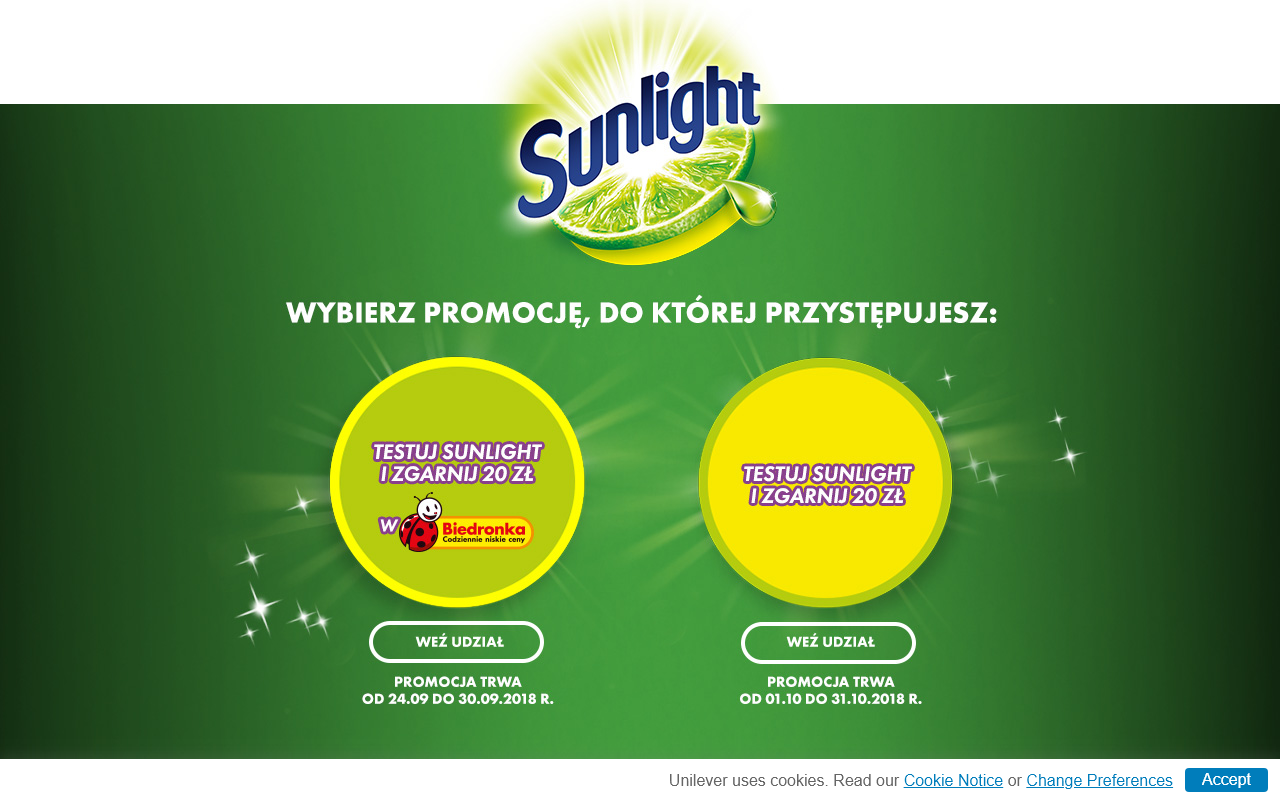 Sunlight
WYBIERZ PROMOCJĘ, DO KTÓREJ PRZYSTĘPUJESZ:
TESTUJ SUNLIGHT
I ZGARNIJ 20 ZŁ
W Biedronka
Codziennie niskie ceny
WEŹ UDZIAŁ
PROMOCJA TRWA
OD 24.09 DO 30.09.2018 R.
TESTUJ SUNLIGHT
I ZGARNIJ 20 ZŁ
WEŹ UDZIAŁ
PROMOCJA TRWA
OD 01.10 DO 31.10.2018 R.
Unilever uses cookies. Read our Cookie Notice or Change Preferences Accept